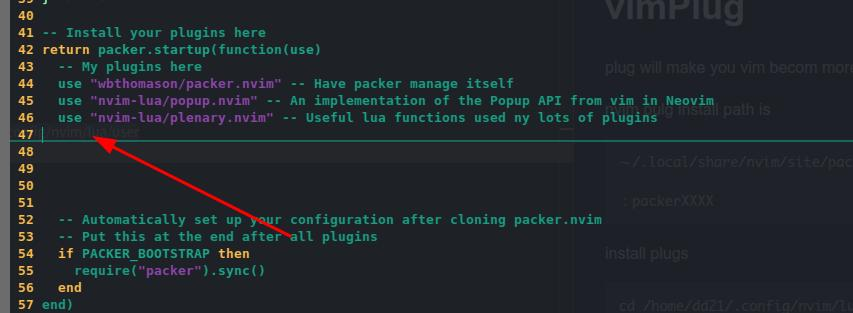 39 }
40
41 -- Install your plugins here
42 return packer.startup(function(use)
43   -- My plugins here
44   use "wbthomason/packer.nvim" -- Have packer manage itself
45   use "nvim-lua/popup.nvim" -- An implementation of the Popup API from vim in Neovim
46   use "nvim-lua/plenary.nvim" -- Useful lua functions used ny lots of plugins
47
48
49
50
51
52   -- Automatically set up your configuration after cloning packer.nvim
53   -- Put this at the end after all plugins
54   if PACKER_BOOTSTRAP then
55     require("packer").sync()
56   end
57 end)
/nvim/lua/user
VimPlug
plug will make you vim becom more
install path is
~/.local/share/nvim/site/pac
:packerXXXX
install plugs
cd /home/dd21/.config/nvim/lu